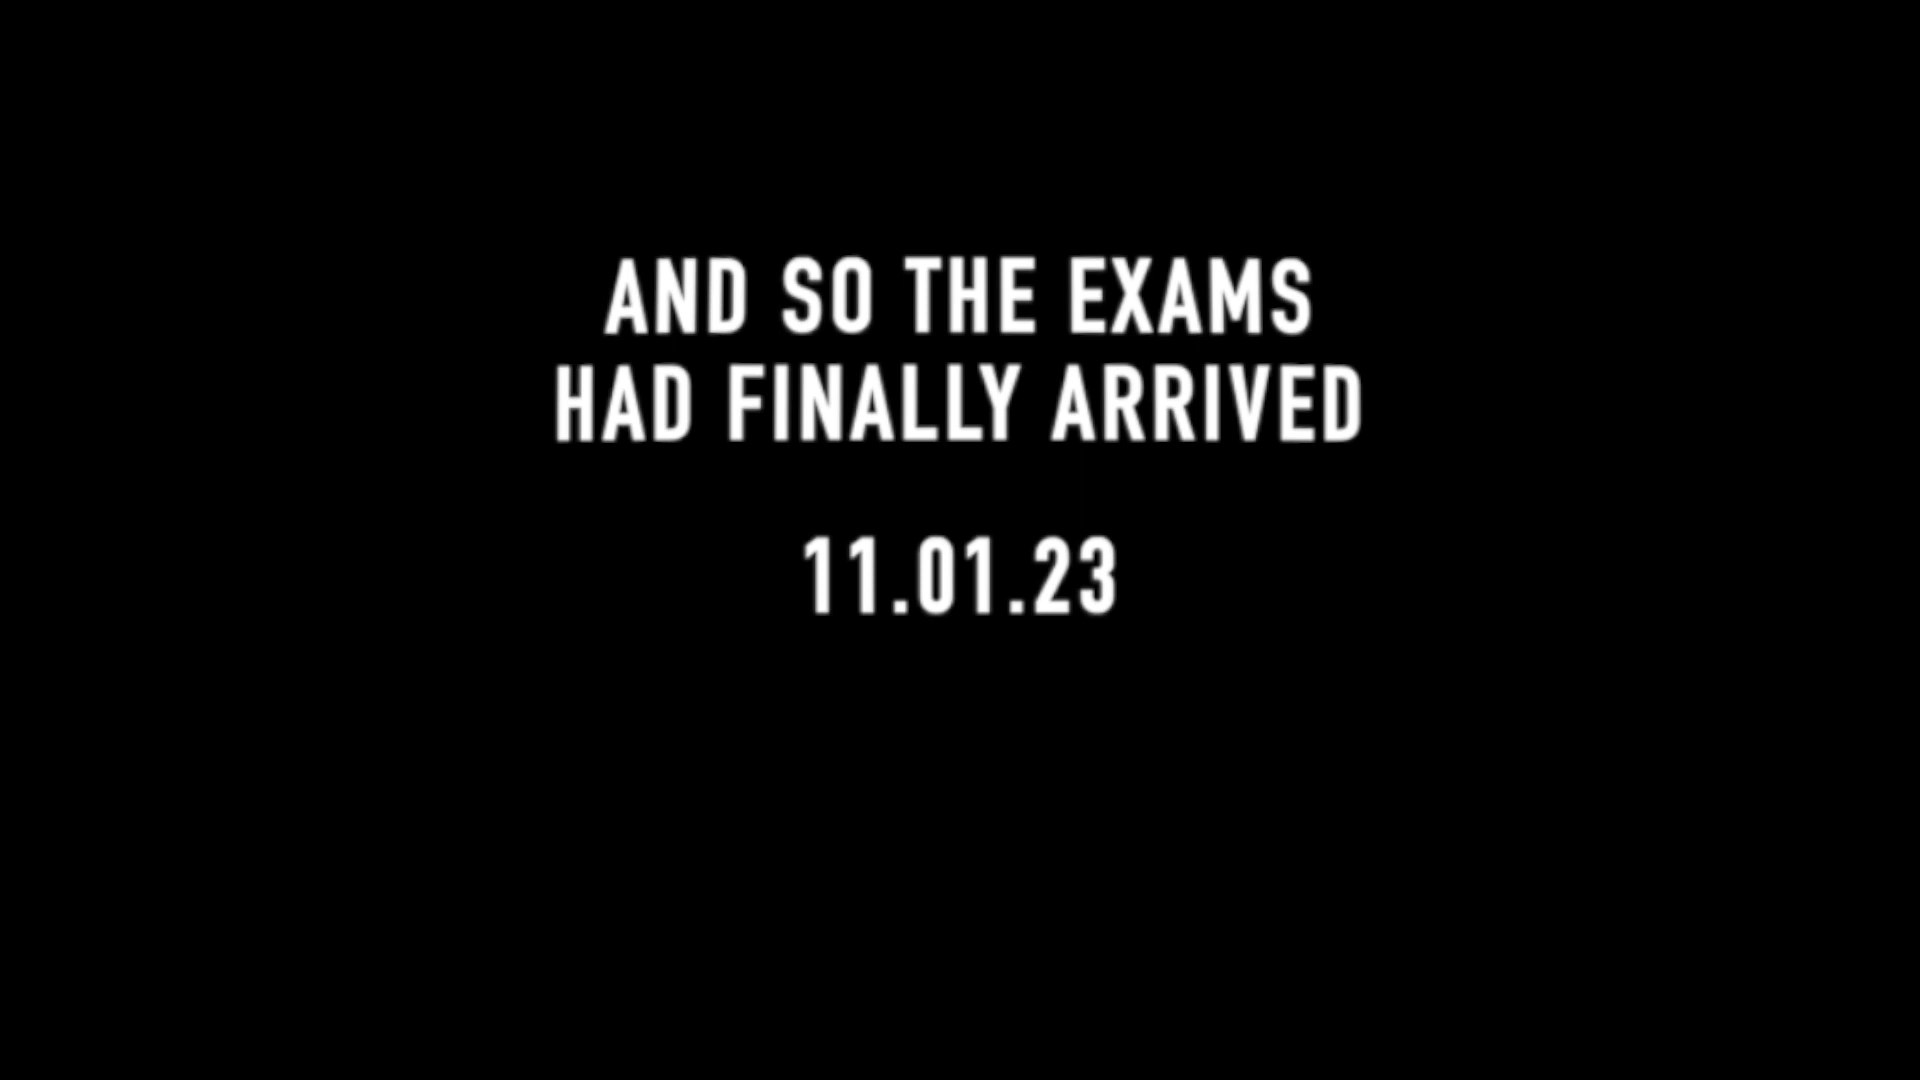 AND SO THE EXAMS
HAD FINALLY ARRIVED
11.01.23